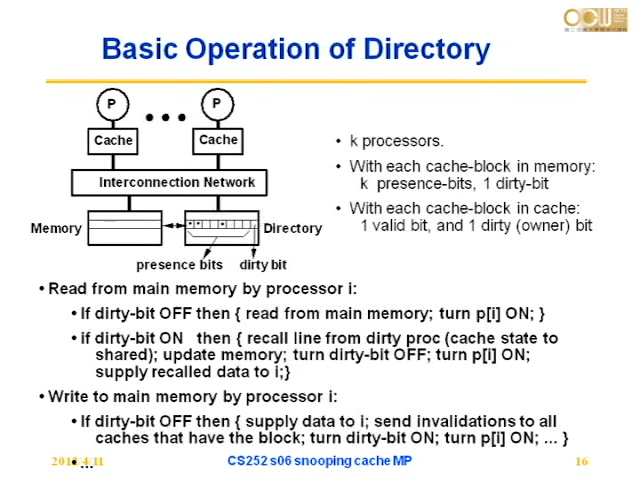 Basic Operation of Directory
P
• • •
P
Cache
Cache
Interconnection Network
Memory
Directory
presence bits
dirty bit
• k processors.
• With each cache-block in memory:
k presence-bits, 1 dirty-bit
• With each cache-block in cache:
1 valid bit, and 1 dirty (owner) bit
• Read from main memory by processor i:
• If dirty-bit OFF then { read from main memory; turn p[i] ON; }
• if dirty-bit ON then { recall line from dirty proc (cache state to
shared); update memory; turn dirty-bit OFF; turn p[i] ON;
supply recalled data to i;}
• Write to main memory by processor i:
• If dirty-bit OFF then { supply data to i; send invalidations to all
caches that have the block; turn dirty-bit ON; turn p[i] ON; ... }
• ...
CS252 s06 snooping cache MP
16